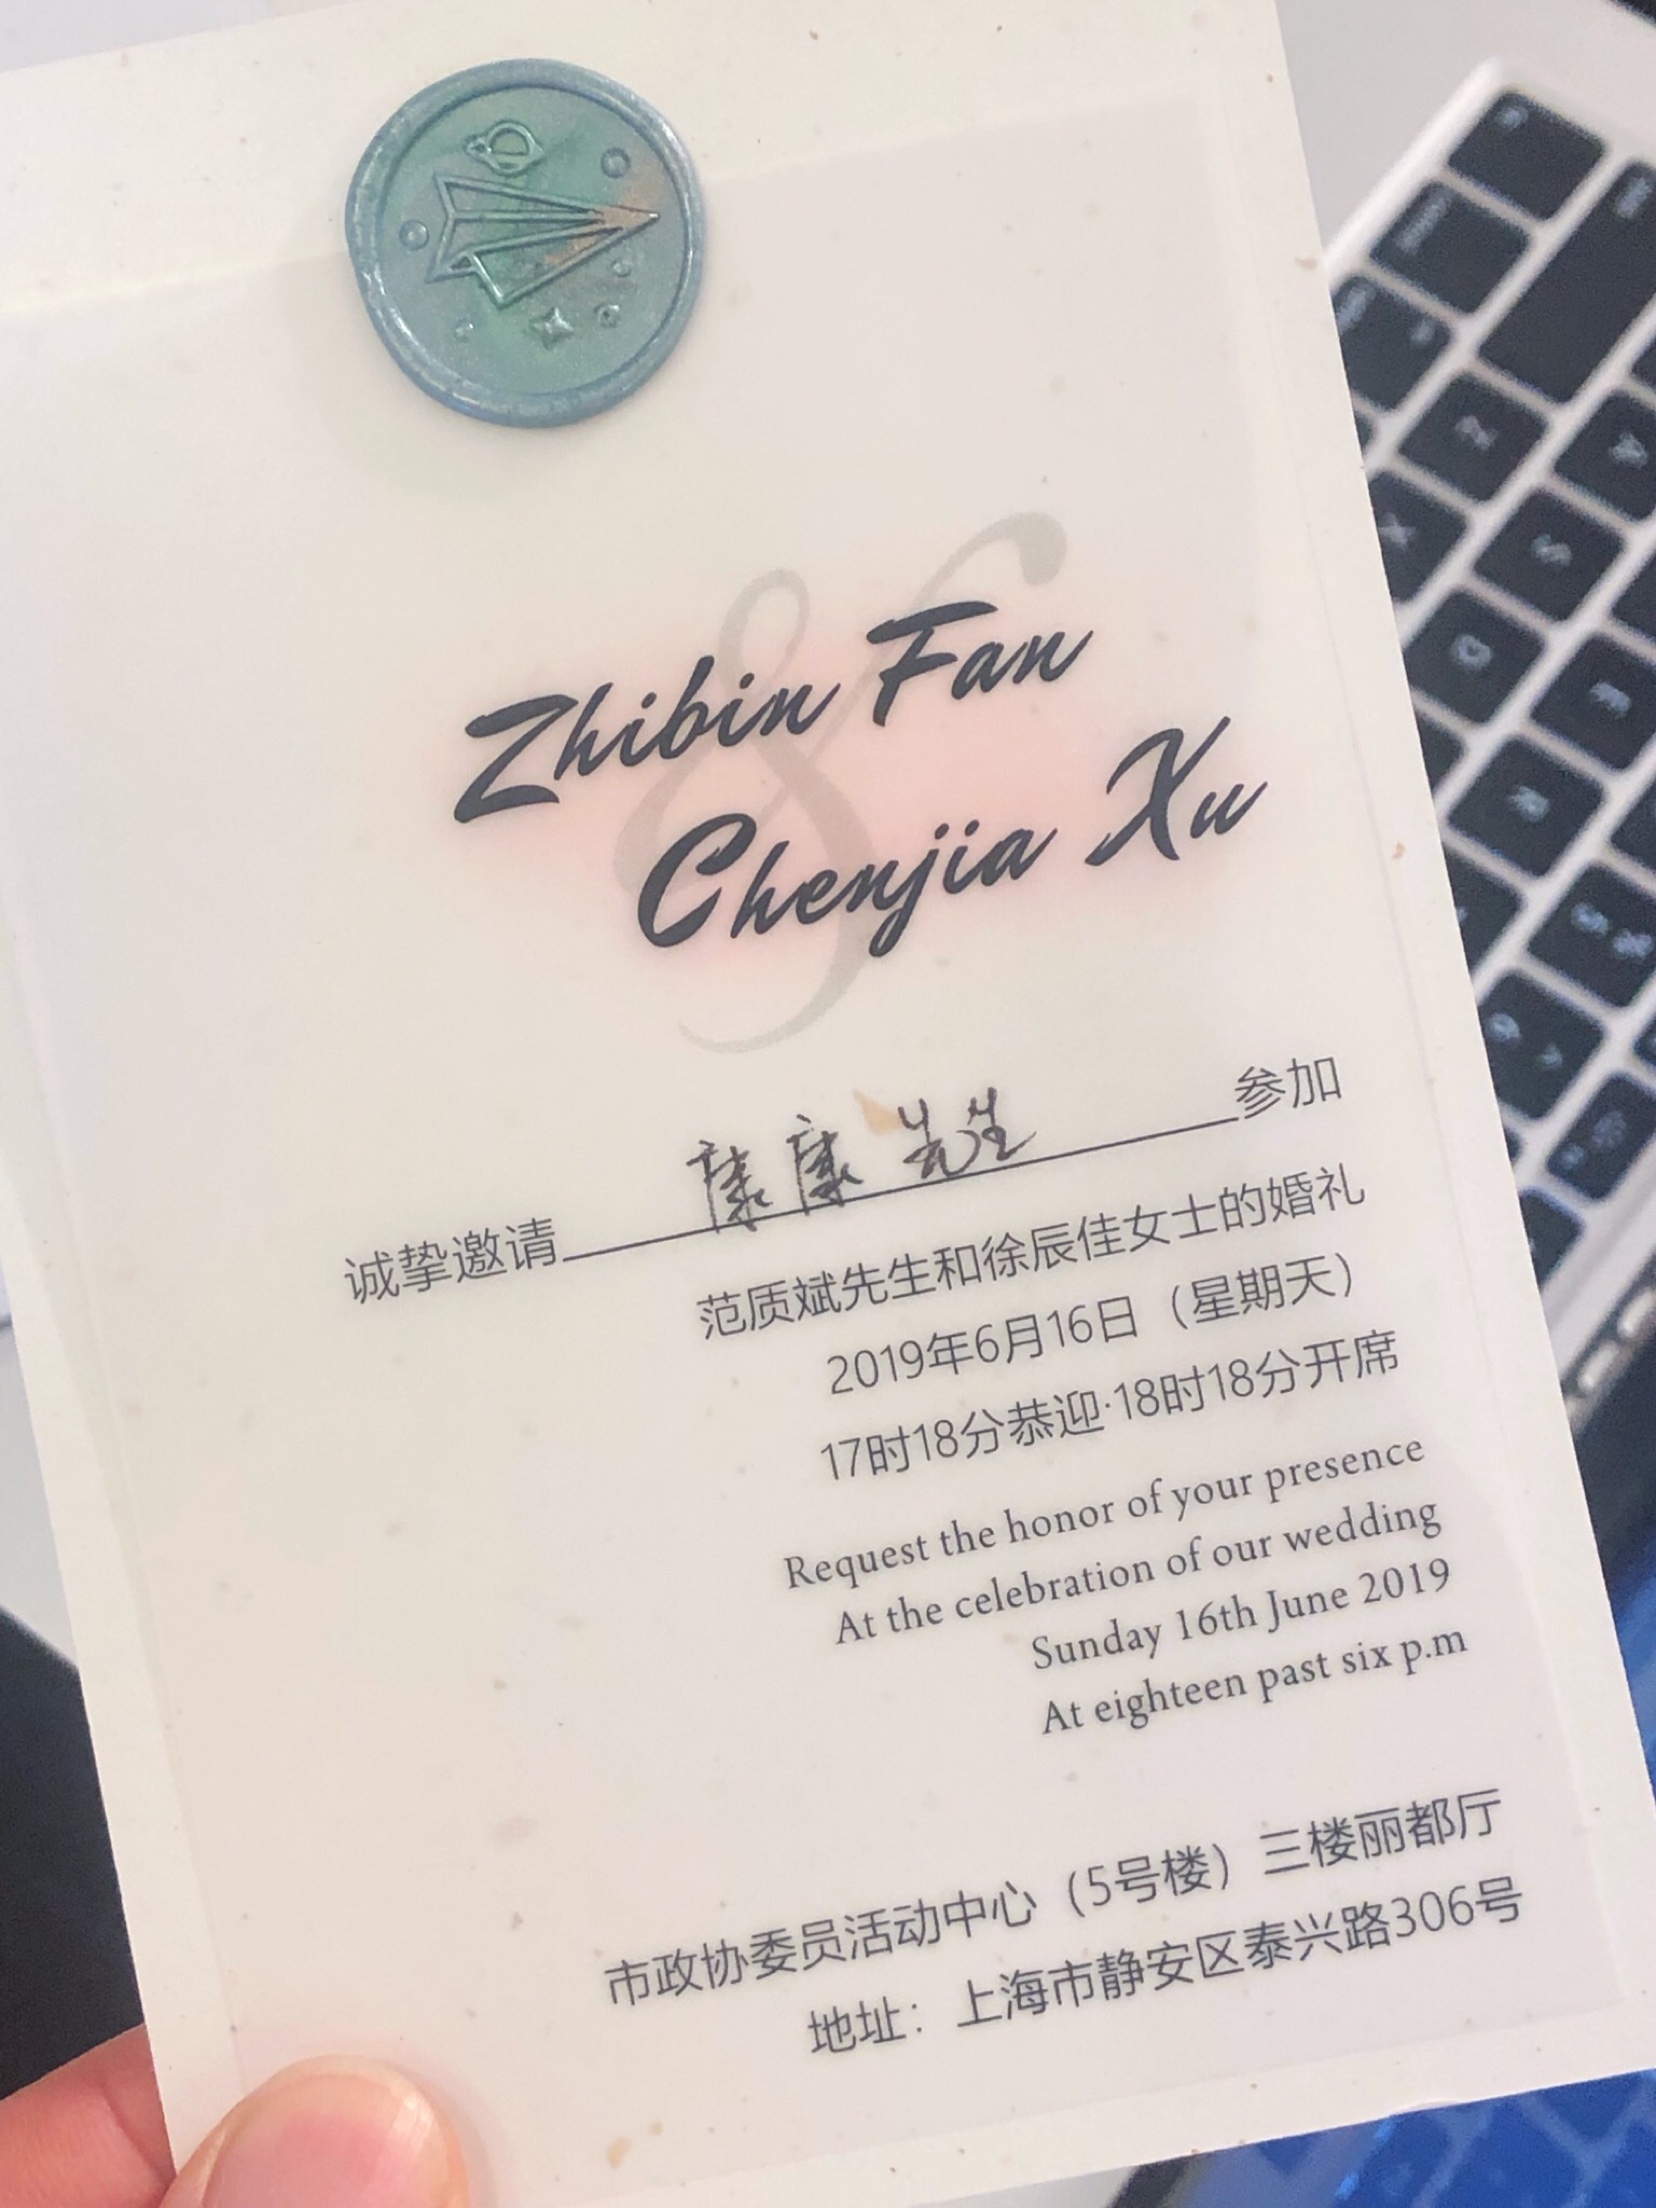 &
Zhibin Fan
Chenjia Xu
诚挚邀请 康康 先生 参加
范质斌先生和徐辰佳女士的婚礼
2019年6月16日（星期天）
17时18分恭迎·18时18分开席
Request the honor of your presence
At the celebration of our wedding
Sunday 16th June 2019
At eighteen past six p.m
市政协委员活动中心（5号楼）三楼丽都厅
地址：上海市静安区泰兴路306号